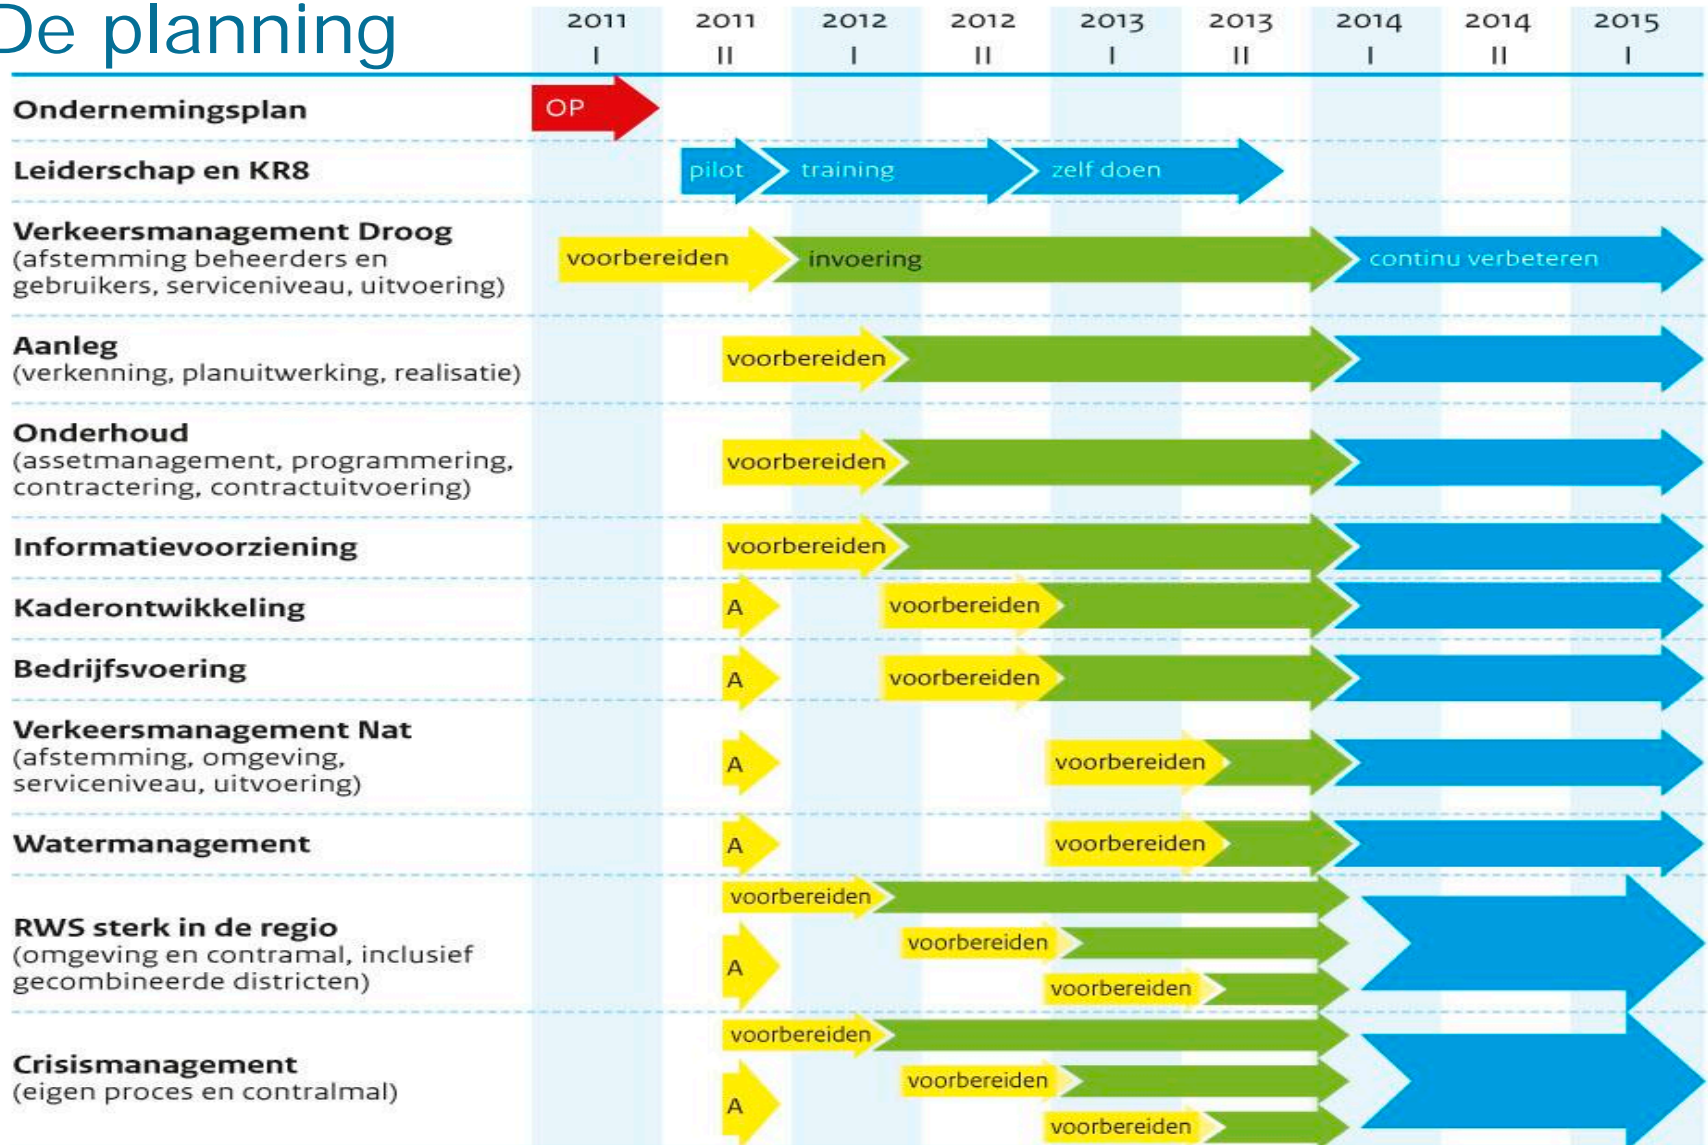 De planning
2011 2011 2012 2012 2013 2013 2014 2014 2015
I II I II I II I II I
Ondernemingsplan
OP
Leiderschap en KR8
pilot training zelf doen
Verkeersmanagement Droog
(afstemming beheerders en
gebruikers, serviceniveau, uitvoering)
voorbereiden invoering continu verbeteren
Aanleg
(verkenning, planuitwerking, realisatie)
voorbereiden
Onderhoud
(assetmanagement, programmering,
contractering, contractuitvoering)
voorbereiden
Informatievoorziening
voorbereiden
Kaderontwikkeling
A voorbereiden
Bedrijfsvoering
A voorbereiden
Verkeersmanagement Nat
(afstemming, omgeving,
serviceniveau, uitvoering)
A voorbereiden
Watermanagement
A voorbereiden
RWS sterk in de regio
(omgeving en contramal, inclusief
gecombineerde districten)
voorbereiden
voorbereiden
A
voorbereiden
Crisismanagement
(eigen proces en contralmal)
voorbereiden
voorbereiden
A
voorbereiden